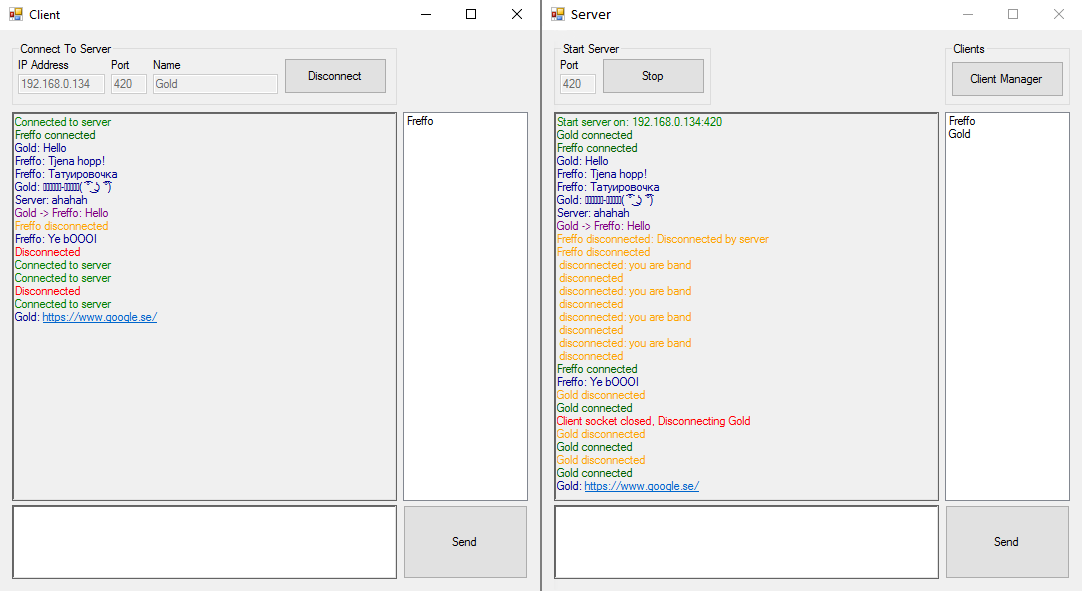 Client
Connect To Server
IP Address Port Name
192.168.0.134 420 Gold Disconnect
Connected to server
Freffo connected
Gold: Hello
Freffo: Tjena hopp!
Freffo: Татуировочка
Gold:
Server: ahahah
Gold -> Freffo: Hello
Freffo disconnected
Freffo: Ye bOOOI
Disconnected
Connected to server
Connected to server
Disconnected
Connected to server
Gold: https://www.google.se/
Freffo
Send
Server
Start Server
Port
420 Stop
Clients
Client Manager
Start server on: 192.168.0.134:420
Gold connected
Freffo connected
Gold: Hello
Freffo: Tjena hopp!
Freffo: Татуировочка
Gold:
Server: ahahah
Gold -> Freffo: Hello
Freffo disconnected: Disconnected by server
Freffo disconnected
disconnected: you are band
disconnected
disconnected: you are band
disconnected
disconnected: you are band
disconnected
disconnected: you are band
disconnected
Freffo connected
Freffo: Ye bOOOI
Gold disconnected
Gold connected
Client socket closed, Disconnecting Gold
Gold disconnected
Gold connected
Gold disconnected
Gold connected
Gold: https://www.google.se/
Freffo
Gold
Send